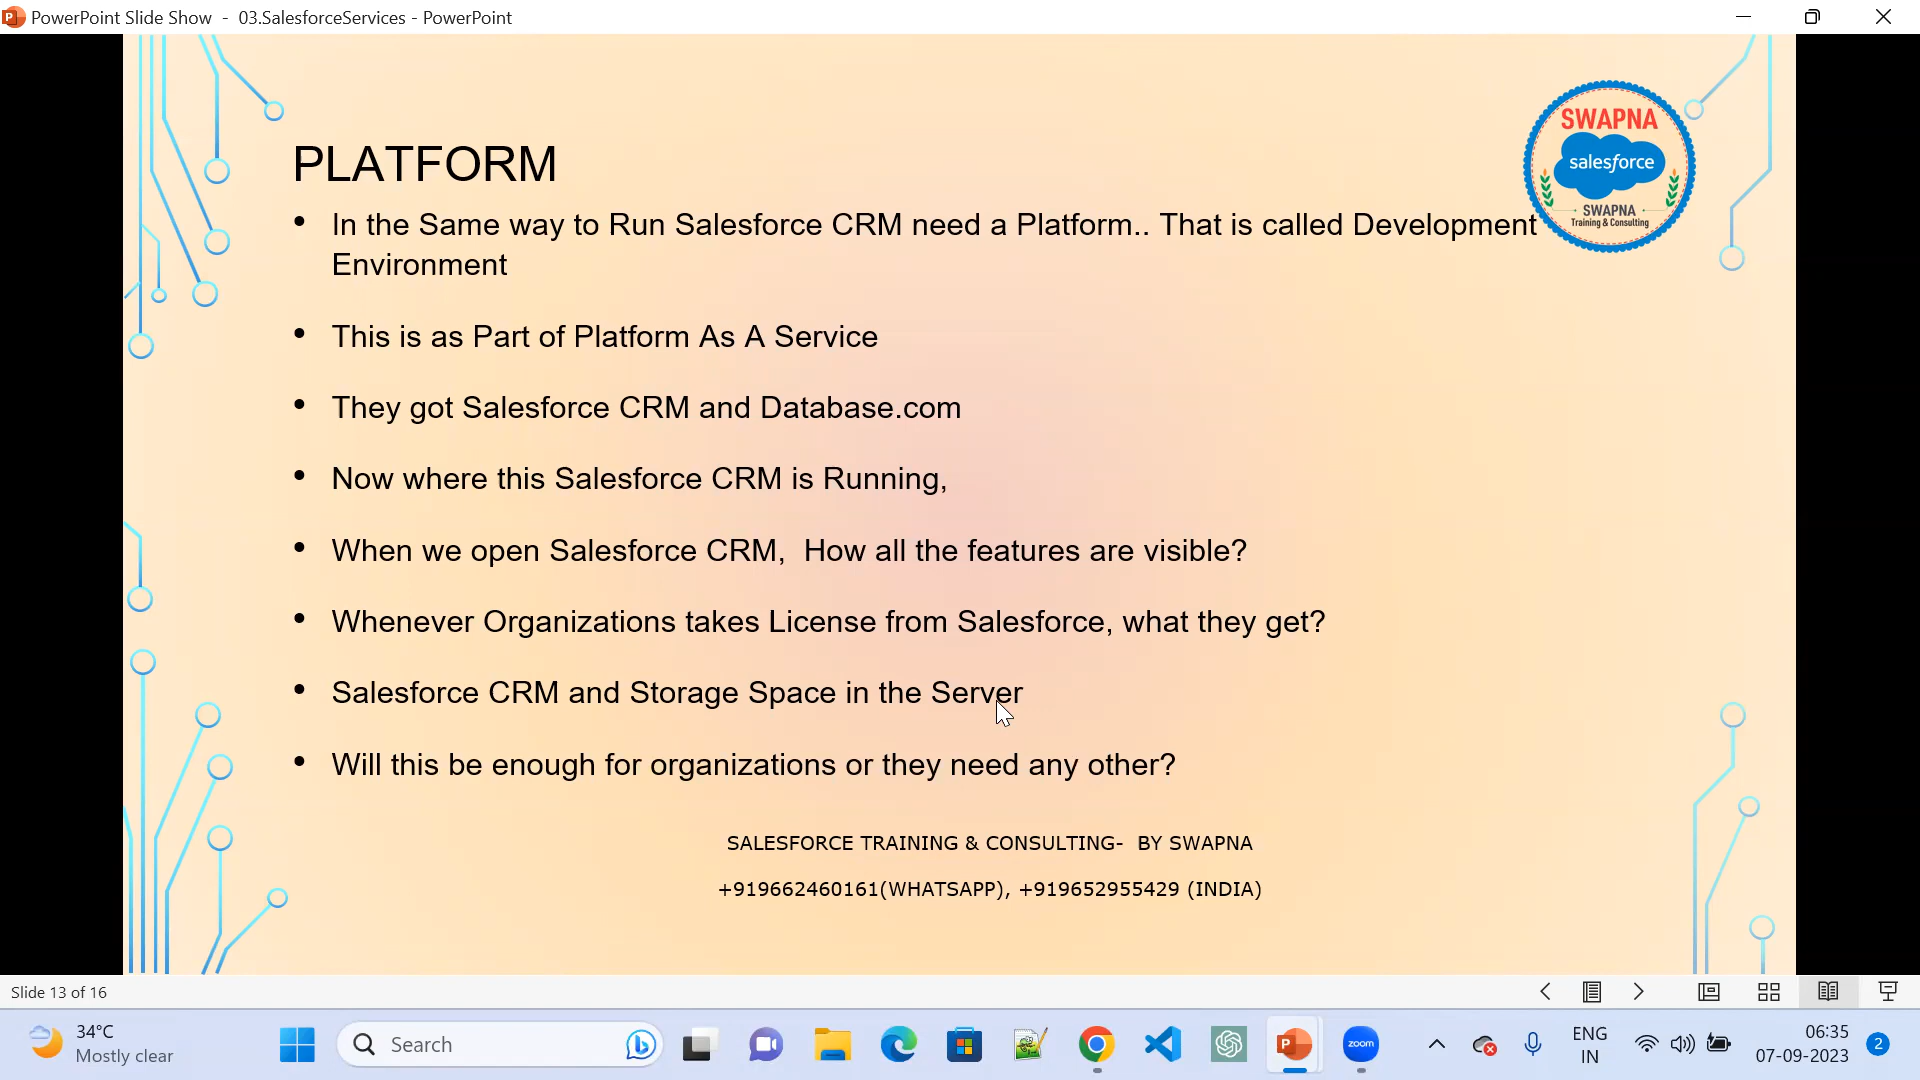 PowerPoint Slide Show - 03.SalesforceServices - PowerPoint
SWAPNA
salesforce
SWAPNA
Training & Consulting
PLATFORM
• In the Same way to Run Salesforce CRM need a Platform.. That is called Development
Environment
• This is as Part of Platform As A Service
• They got Salesforce CRM and Database.com
• Now where this Salesforce CRM is Running,
• When we open Salesforce CRM, How all the features are visible?
• Whenever Organizations takes License from Salesforce, what they get?
• Salesforce CRM and Storage Space in the Server
• Will this be enough for organizations or they need any other?
SALESFORCE TRAINING & CONSULTING- BY SWAPNA
+919662460161(WHATSAPP), +919652955429 (INDIA)
Slide 13 of 16
34°C
Mostly clear
Search
zoom
ENG
IN
06:35
07-09-2023
2